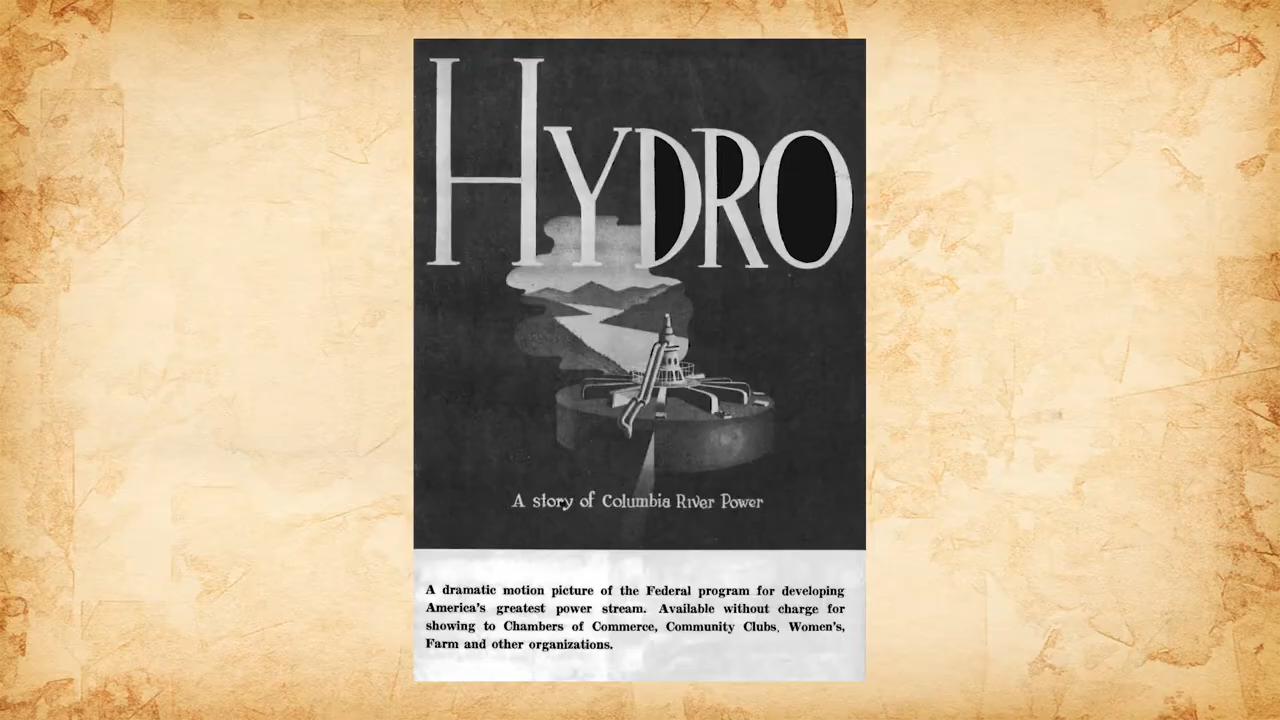 HYDRO
A story of Columbia River Power
A dramatic motion picture of the Federal program for developing
America's greatest power stream. Available without charge for
showing to Chambers of Commerce, Community Clubs, Women's,
Farm and other organizations.